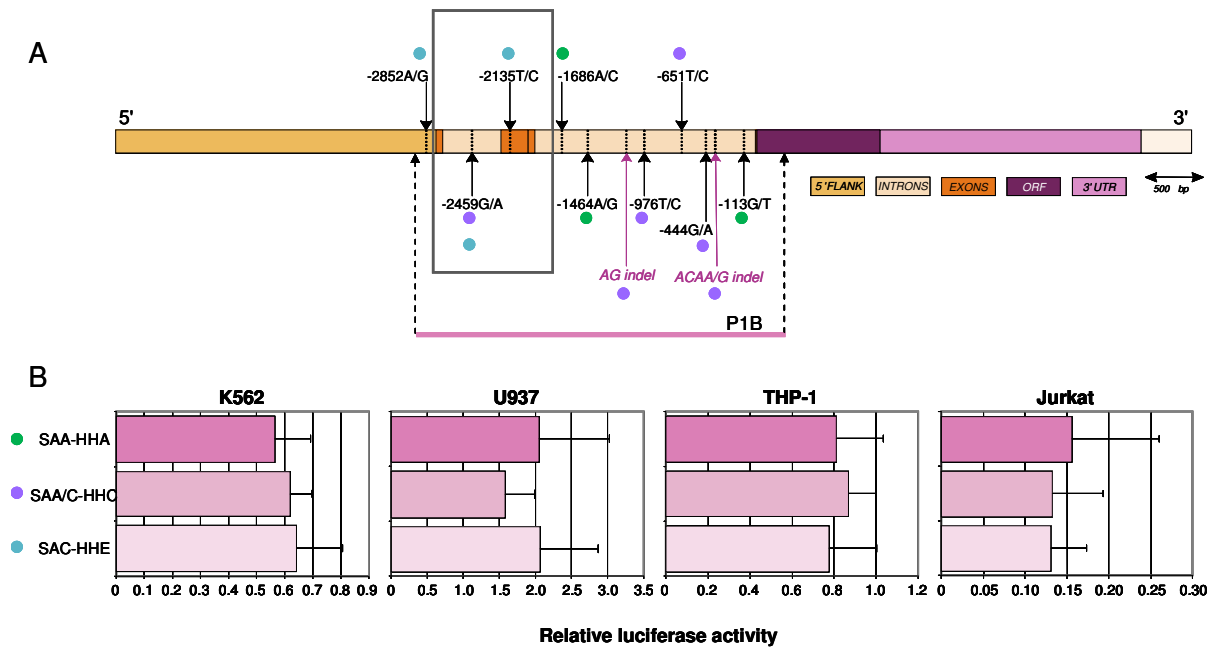 A
-2852A/G -2135T/C -1686A/C -651T/C
5' 3'
5'FLANK INTRONS EXONS ORF 3'UTR 500 bp
-2459G/A -1464A/G -976T/C -113G/T
-444G/A
AG indel ACAA/G indel
P1B
B
K562 U937 THP-1 Jurkat
SAA-HHA
SAA/C-HHC
SAC-HHE
0 0.1 0.2 0.3 0.4 0.5 0.6 0.7 0.8 0.9 0 0.5 1.0 1.5 2.0 2.5 3.0 3.5 0 0.2 0.4 0.6 0.8 1.0 1.2 0 0.05 0.10 0.15 0.20 0.25 0.30
Relative luciferase activity